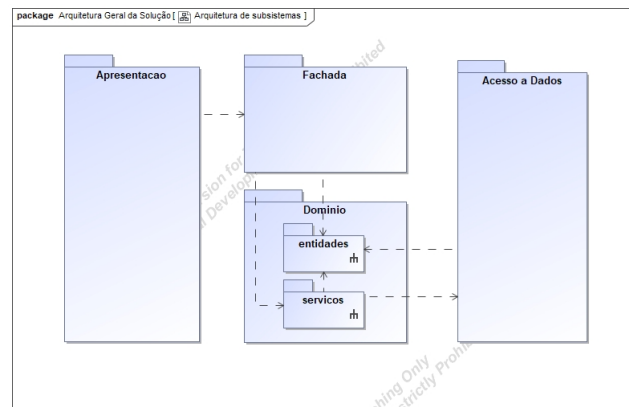 package Arquitetura Geral da Solução [ Arquitetura de subsistemas ]
Apresentacao
Fachada
Acesso a Dados
Dominio
entidades
servicos